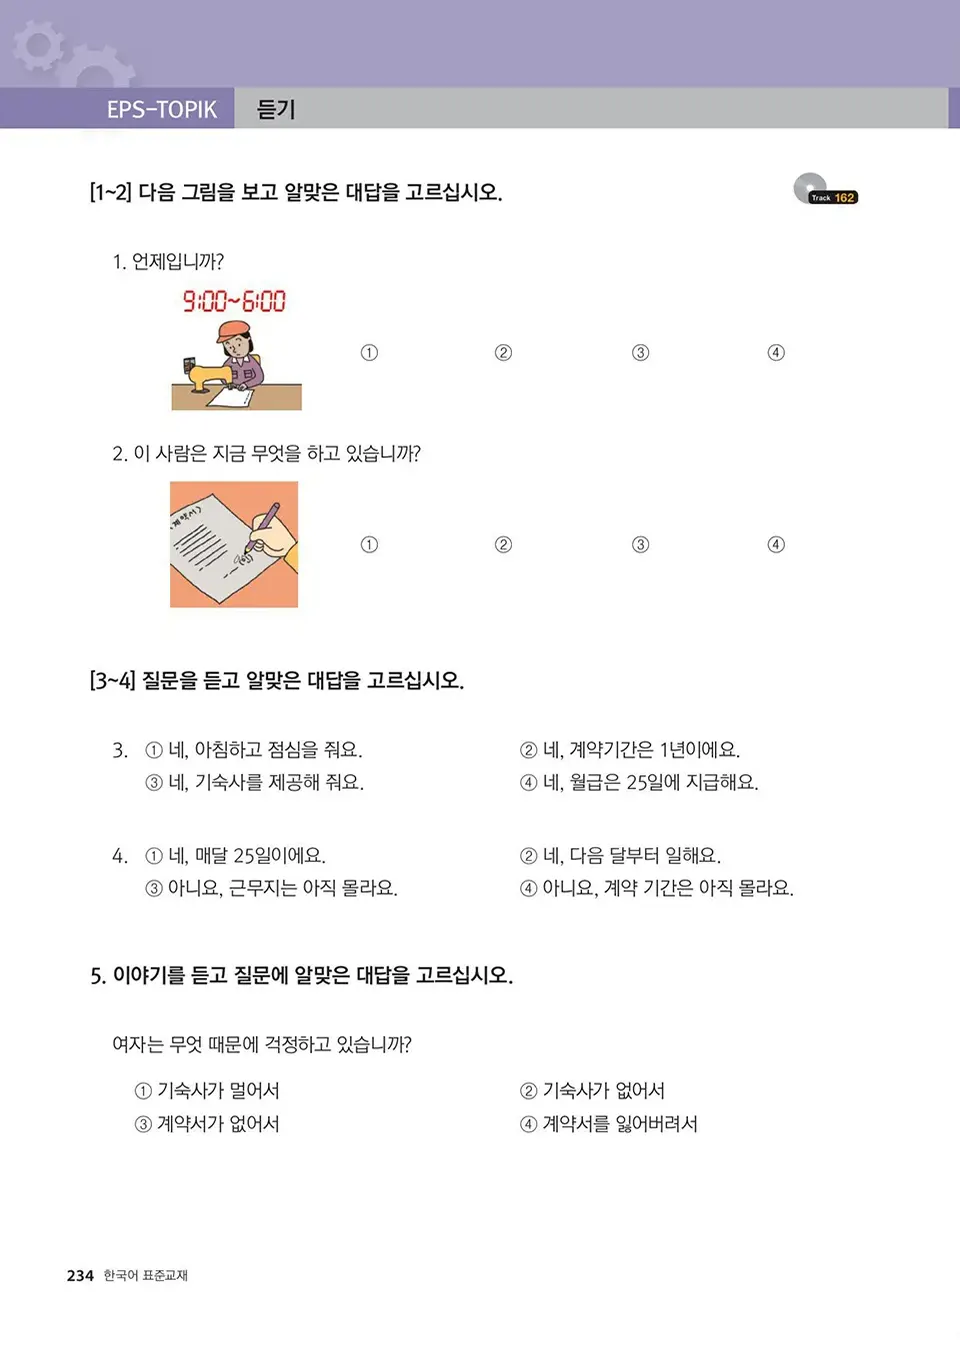 EPS-TOPIK 듣기
[1~2] 다음 그림을 보고 알맞은 대답을 고르십시오.
Track 162
1. 언제입니까?
9:00~6:00
① ② ③ ④
2. 이 사람은 지금 무엇을 하고 있습니까?
계약서
① ② ③ ④
[3~4] 질문을 듣고 알맞은 대답을 고르십시오.
3. ① 네, 아침하고 점심을 줘요. ② 네, 계약기간은 1년이에요.
③ 네, 기숙사를 제공해 줘요. ④ 네, 월급은 25일에 지급해요.
4. ① 네, 매달 25일이에요. ② 네, 다음 달부터 일해요.
③ 아니요, 근무지는 아직 몰라요. ④ 아니요, 계약 기간은 아직 몰라요.
5. 이야기를 듣고 질문에 알맞은 대답을 고르십시오.
여자는 무엇 때문에 걱정하고 있습니까?
① 기숙사가 멀어서 ② 기숙사가 없어서
③ 계약서가 없어서 ④ 계약서를 잃어버려서
234 한국어 표준교재